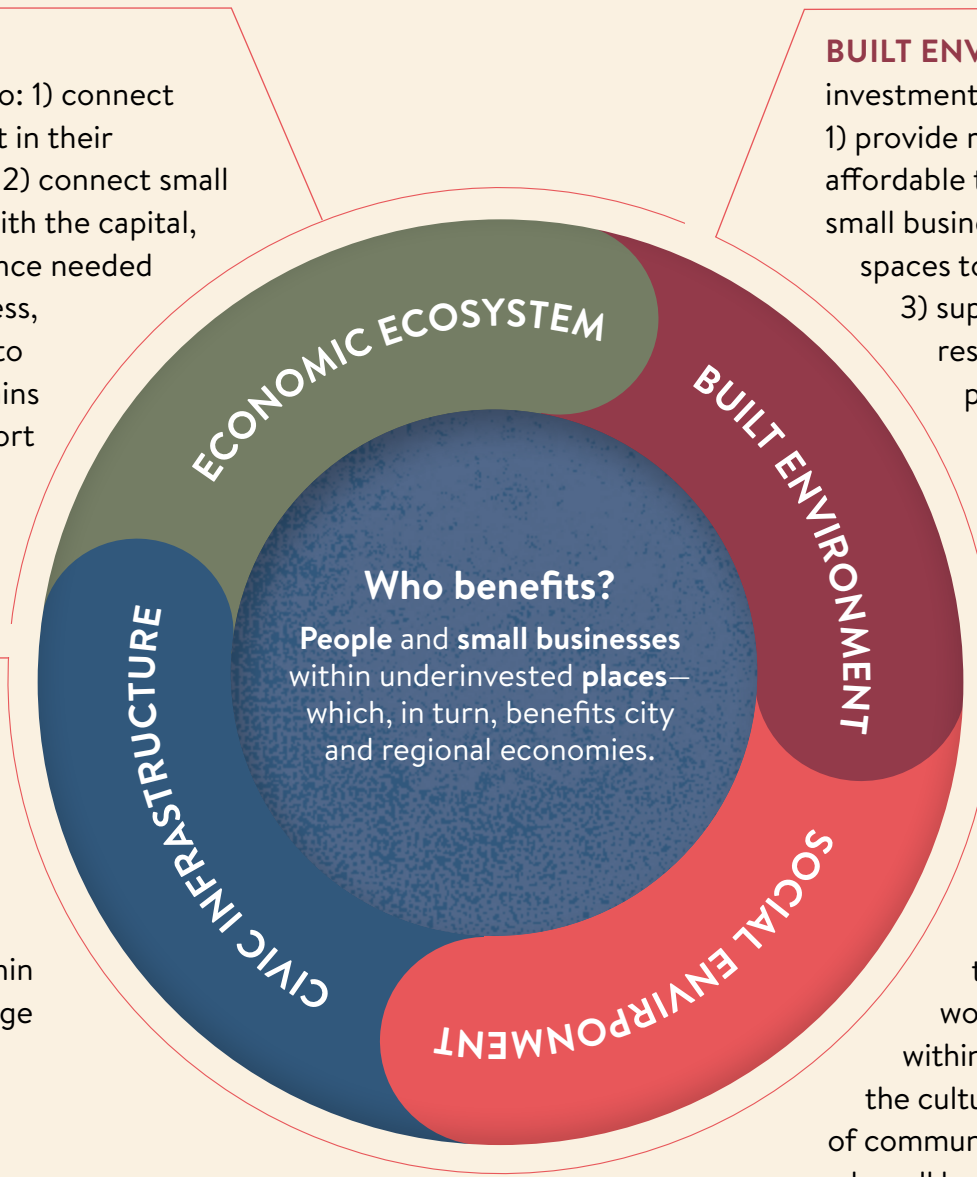 o: 1) connect
t in their
2) connect small
ith the capital,
nce needed
ess,
to
ins
ort
BUILT ENV
investment
1) provide
affordable t
small busine
spaces to
3) sup
res
p
ECONOMIC ECOSYSTEM
BUILT ENVIRONMENT
SOCIAL ENVIRPONMENT
CIVIC INFRASTRUCTURE
Who benefits?
People and small businesses
within underinvested places—
which, in turn, benefits city
and regional economies.
hin
ge
t
wo
within
the cultu
of commun